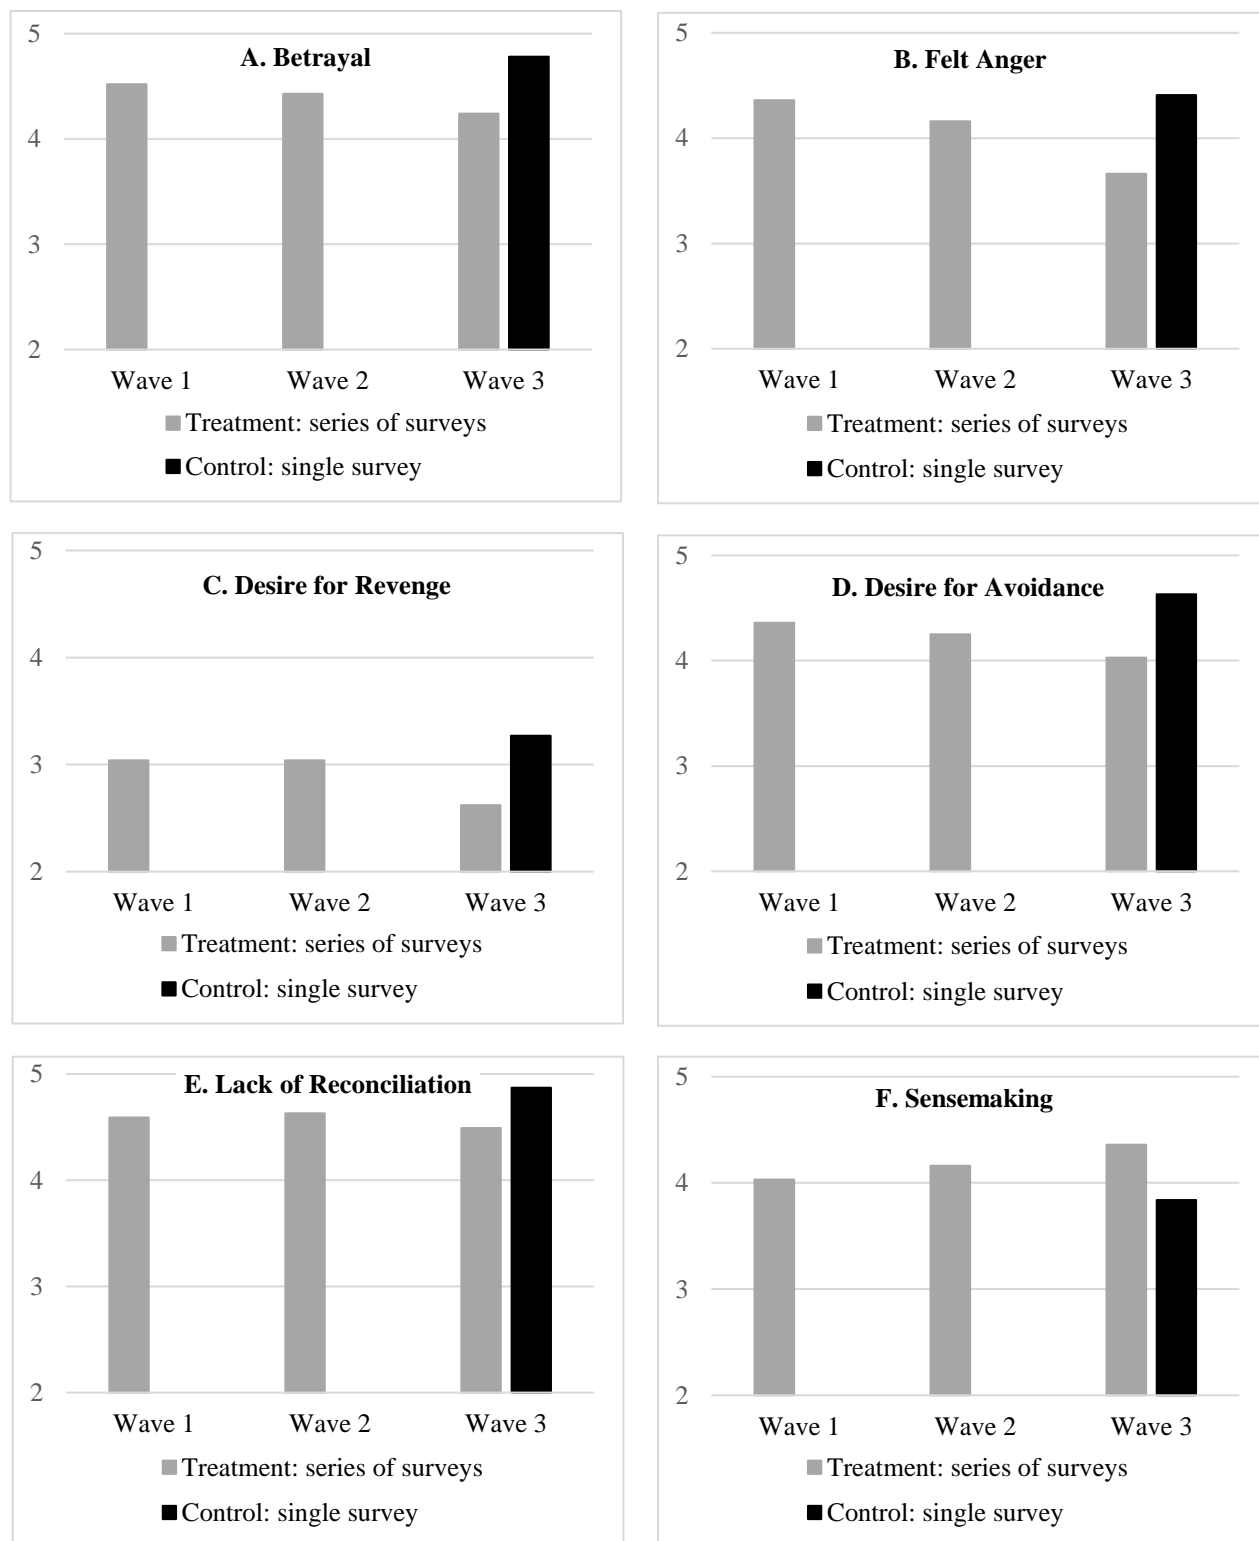 A. Betrayal
5
4
3
2
Wave 1 Wave 2 Wave 3
Treatment: series of surveys
Control: single survey
B. Felt Anger
5
4
3
2
Wave 1 Wave 2 Wave 3
Treatment: series of surveys
Control: single survey
C. Desire for Revenge
5
4
3
2
Wave 1 Wave 2 Wave 3
Treatment: series of surveys
Control: single survey
D. Desire for Avoidance
5
4
3
2
Wave 1 Wave 2 Wave 3
Treatment: series of surveys
Control: single survey
E. Lack of Reconciliation
5
4
3
2
Wave 1 Wave 2 Wave 3
Treatment: series of surveys
Control: single survey
F. Sensemaking
5
4
3
2
Wave 1 Wave 2 Wave 3
Treatment: series of surveys
Control: single survey